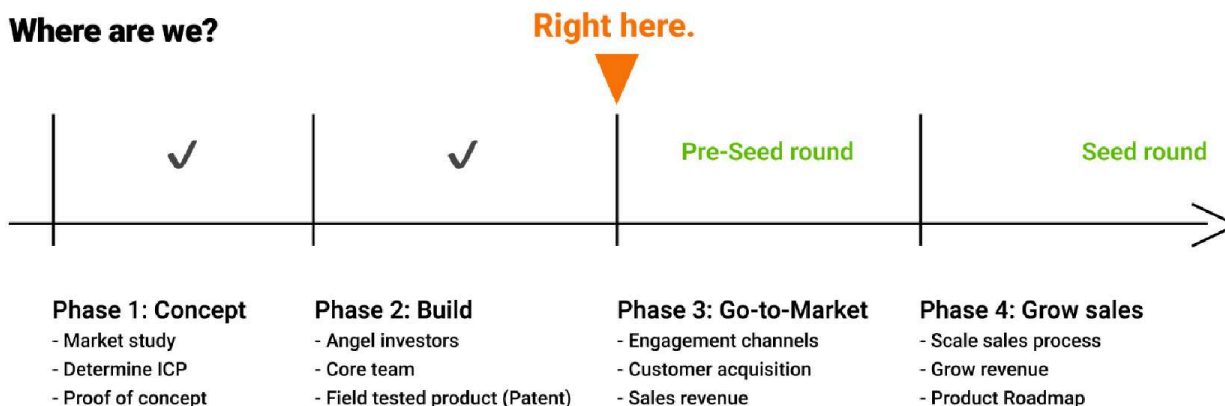 Where are we?
Right here.
Pre-Seed round
Seed round
Phase 1: Concept
- Market study
- Determine ICP
- Proof of concept
Phase 2: Build
- Angel investors
- Core team
- Field tested product (Patent)
Phase 3: Go-to-Market
- Engagement channels
- Customer acquisition
- Sales revenue
Phase 4: Grow sales
- Scale sales process
- Grow revenue
- Product Roadmap